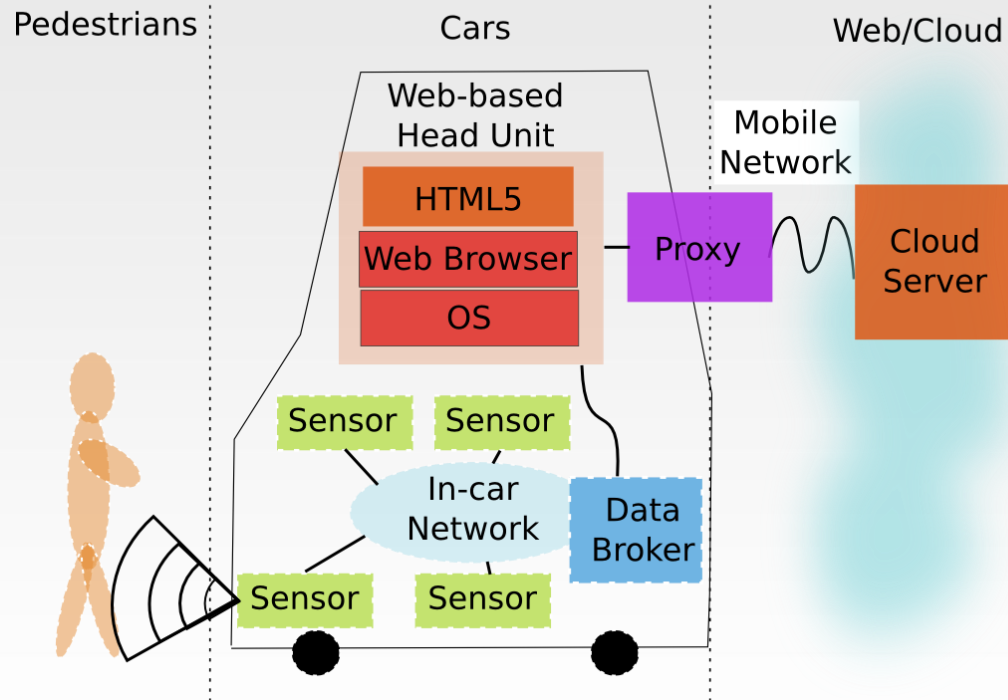 Pedestrians
Cars
Web/Cloud
Web-based
Head Unit
HTML5
Web Browser
OS
Proxy
Mobile
Network
Cloud
Server
Sensor
Sensor
In-car
Network
Data
Broker
Sensor
Sensor